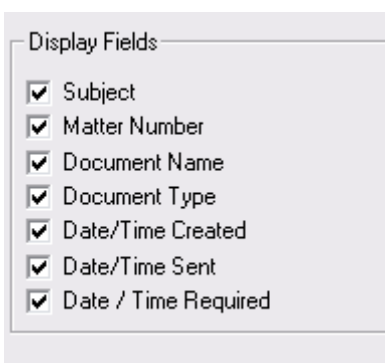 Display Fields
Subject
Matter Number
Document Name
Document Type
Date/Time Created
Date/Time Sent
Date / Time Required